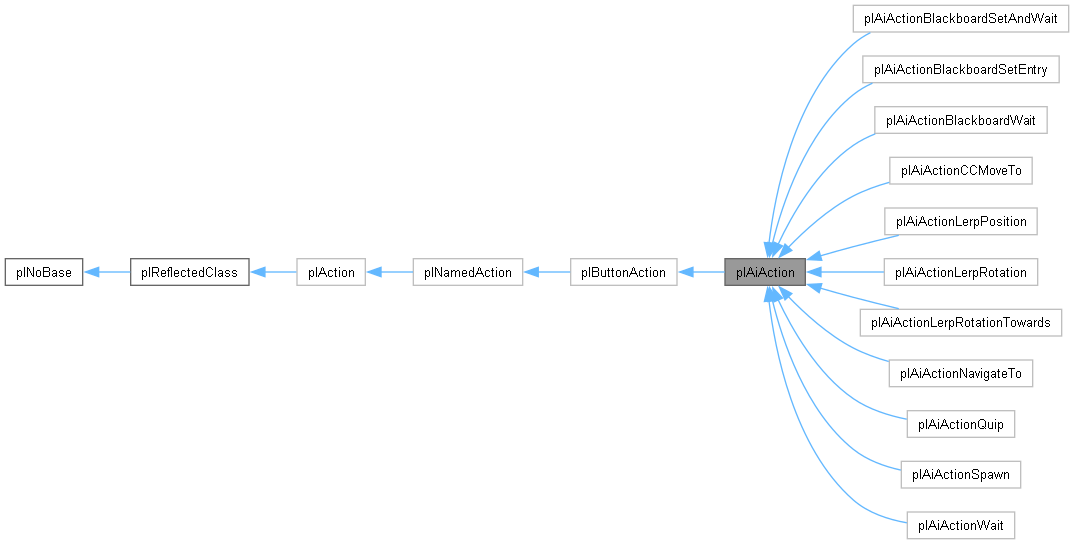 plAiActionBlackboardSetAndWait
plAiActionBlackboardSetEntry
plAiActionBlackboardWait
plAiActionCCMoveTo
plAiActionLerpPosition
plNoBase
plReflectedClass
plAction
plNamedAction
plButtonAction
plAiAction
plAiActionLerpRotation
plAiActionLerpRotationTowards
plAiActionNavigateTo
plAiActionQuip
plAiActionSpawn
plAiActionWait